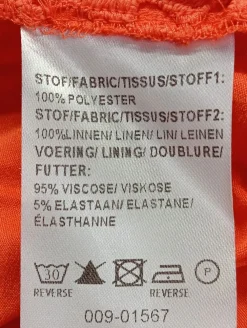 STOF/FABRIC/TISSUS/STOFF1:
100% POLYESTER
STOF/FABRIC/TISSUS/STOFF2:
100%LINNEN/ LINEN/ LIN/ LEINEN
VOERING/ LINING/ DOUBLURE/
FUTTER:
95% VISCOSE/ VISKOSE
5% ELASTAAN/ ELASTANE/
ÉLASTHANNE
30 P
REVERSE REVERSE
009-01567